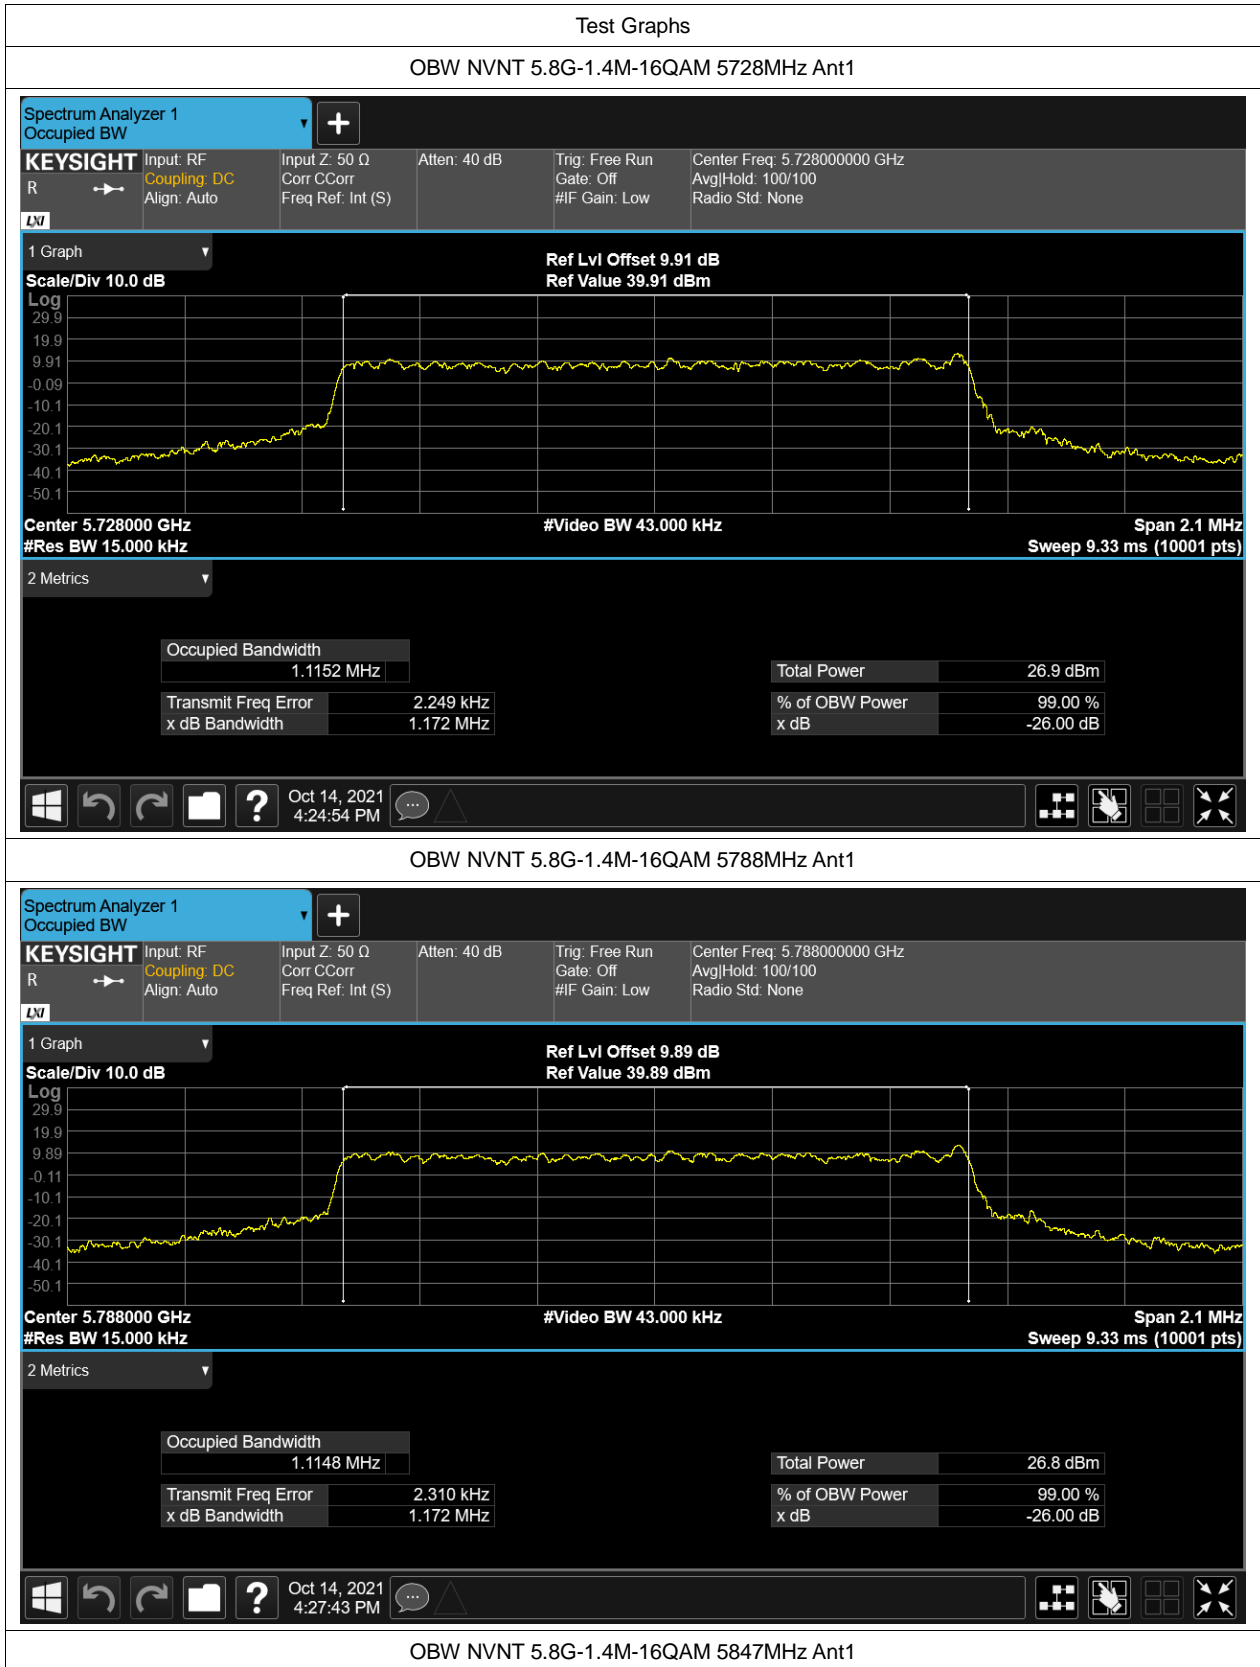 Test Graphs
OBW NVNT 5.8G-1.4M-16QAM 5728MHz Ant1
Spectrum Analyzer 1
Occupied BW
KEYSIGHT Input: RF Input Z: 50 Ω Atten: 40 dB Trig: Free Run Center Freq: 5.728000000 GHz
R Coupling: DC Corr CCorr Gate: Off Avg|Hold: 100/100
Align: Auto Freq Ref: Int (S) #IF Gain: Low Radio Std: None
LXI
1 Graph
Ref Lvl Offset 9.91 dB
Scale/Div 10.0 dB Ref Value 39.91 dBm
Log
29.9
19.9
9.91
-0.09
-10.1
-20.1
-30.1
-40.1
-50.1
Center 5.728000 GHz #Video BW 43.000 kHz Span 2.1 MHz
#Res BW 15.000 kHz Sweep 9.33 ms (10001 pts)
2 Metrics
Occupied Bandwidth
1.1152 MHz Total Power 26.9 dBm
Transmit Freq Error 2.249 kHz % of OBW Power 99.00 %
x dB Bandwidth 1.172 MHz x dB -26.00 dB
? Oct 14, 2021
4:24:54 PM
OBW NVNT 5.8G-1.4M-16QAM 5788MHz Ant1
Spectrum Analyzer 1
Occupied BW
KEYSIGHT Input: RF Input Z: 50 Ω Atten: 40 dB Trig: Free Run Center Freq: 5.788000000 GHz
R Coupling: DC Corr CCorr Gate: Off Avg|Hold: 100/100
Align: Auto Freq Ref: Int (S) #IF Gain: Low Radio Std: None
LXI
1 Graph
Ref Lvl Offset 9.89 dB
Scale/Div 10.0 dB Ref Value 39.89 dBm
Log
29.9
19.9
9.89
-0.11
-10.1
-20.1
-30.1
-40.1
-50.1
Center 5.788000 GHz #Video BW 43.000 kHz Span 2.1 MHz
#Res BW 15.000 kHz Sweep 9.33 ms (10001 pts)
2 Metrics
Occupied Bandwidth
1.1148 MHz Total Power 26.8 dBm
Transmit Freq Error 2.310 kHz % of OBW Power 99.00 %
x dB Bandwidth 1.172 MHz x dB -26.00 dB
? Oct 14, 2021
4:27:43 PM
OBW NVNT 5.8G-1.4M-16QAM 5847MHz Ant1